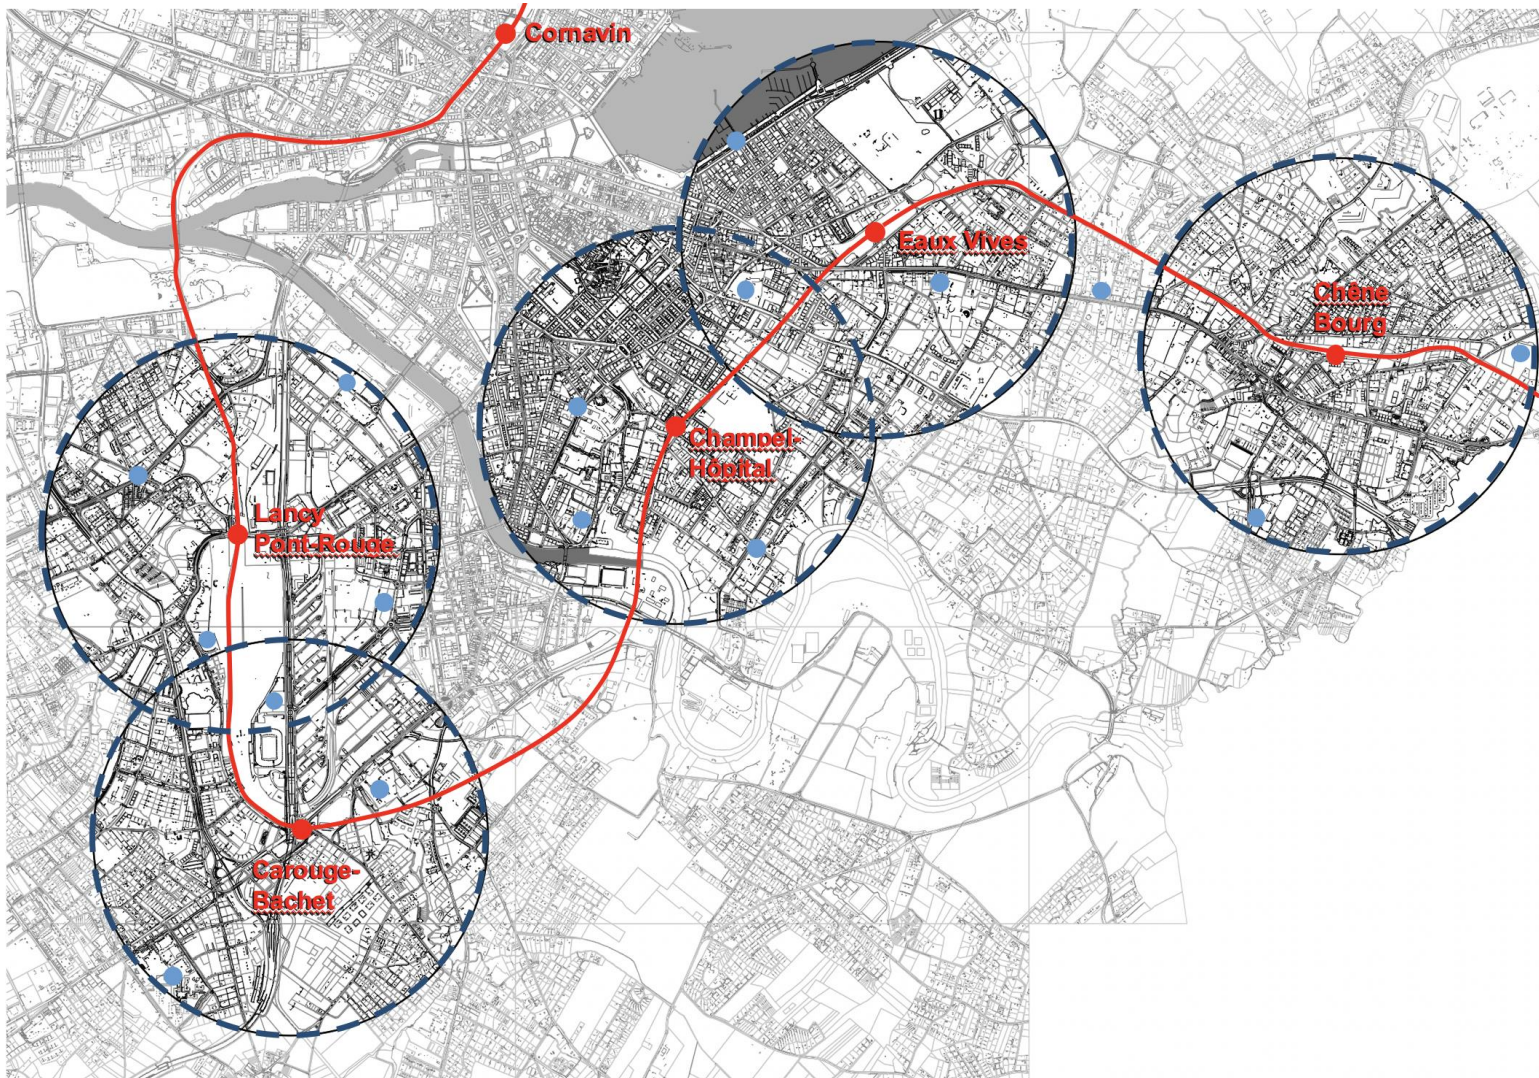 Cornavin
Eaux Vives
Chêne
Bourg
Champel-
Hôpital
Lancy
Pont-Rouge
Carouge-
Bachet